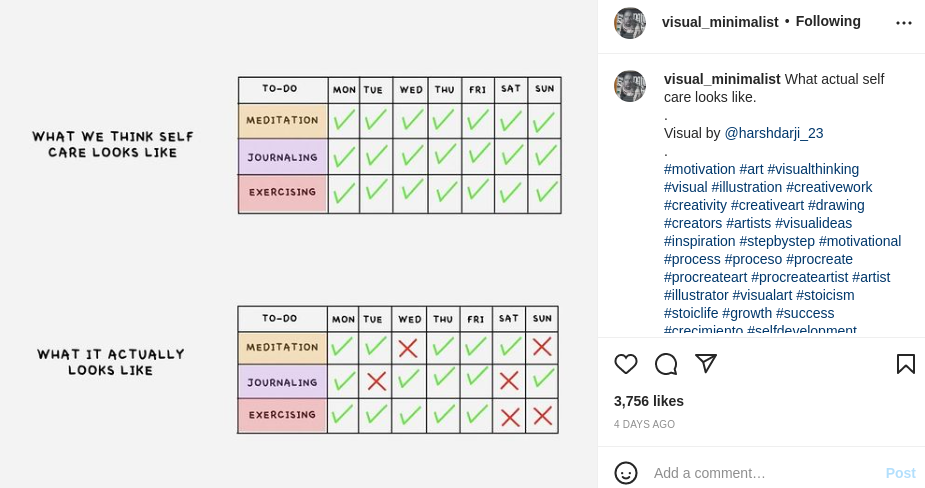 WHAT WE THINK SELF
CARE LOOKS LIKE
TO-DO MON TUE WED THU FRI SAT SUN
MEDITATION
JOURNALING
EXERCISING
WHAT IT ACTUALLY
LOOKS LIKE
TO-DO MON TUE WED THU FRI SAT SUN
MEDITATION
JOURNALING
EXERCISING
visual_minimalist • Following
visual_minimalist What actual self
care looks like.
.
Visual by @harshdarji_23
.
#motivation #art #visualthinking
#visual #illustration #creativework
#creativity #creativeart #drawing
#creators #artists #visualideas
#inspiration #stepbystep #motivational
#process #proceso #procreate
#procreateart #procreateartist #artist
#illustrator #visualart #stoicism
#stoiclife #growth #success
#crecimiento #selfdevelopment
3,756 likes
4 DAYS AGO
Add a comment…
Post